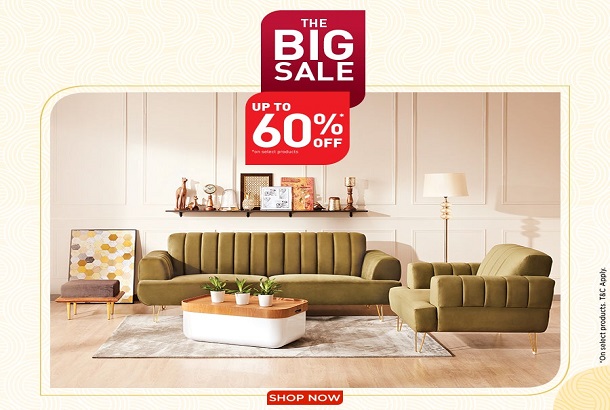 THE
BIG
SALE
UP TO
60%*
OFF
*on select products
*On select products. T&C Apply.
SHOP NOW